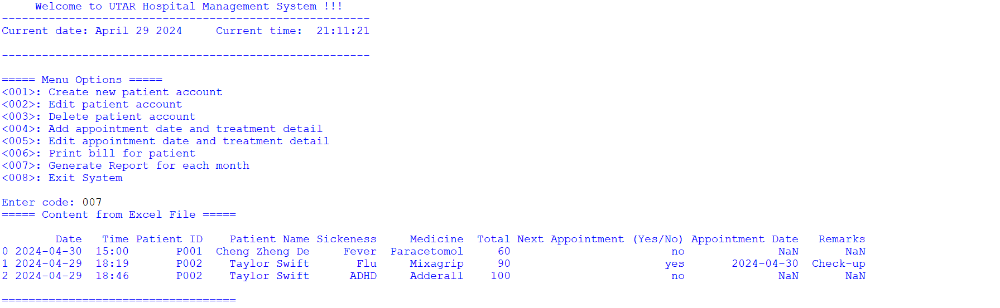 Welcome to UTAR Hospital Management System !!!
-------------------------------------------------------
Current date: April 29 2024     Current time:  21:11:21
-------------------------------------------------------
===== Menu Options =====
<001>: Create new patient account
<002>: Edit patient account
<003>: Delete patient account
<004>: Add appointment date and treatment detail
<005>: Edit appointment date and treatment detail
<006>: Print bill for patient
<007>: Generate Report for each month
<008>: Exit System
Enter code: 007
===== Content from Excel File =====
        Date   Time Patient ID    Patient Name Sickeness     Medicine  Total Next Appointment (Yes/No) Appointment Date   Remarks
0 2024-04-30  15:00       P001  Cheng Zheng De     Fever  Paracetomol     60                        no              NaN       NaN
1 2024-04-29  18:19       P002    Taylor Swift       Flu     Mixagrip     90                       yes       2024-04-30  Check-up
2 2024-04-29  18:46       P002    Taylor Swift      ADHD     Adderall    100                        no              NaN       NaN
===================================